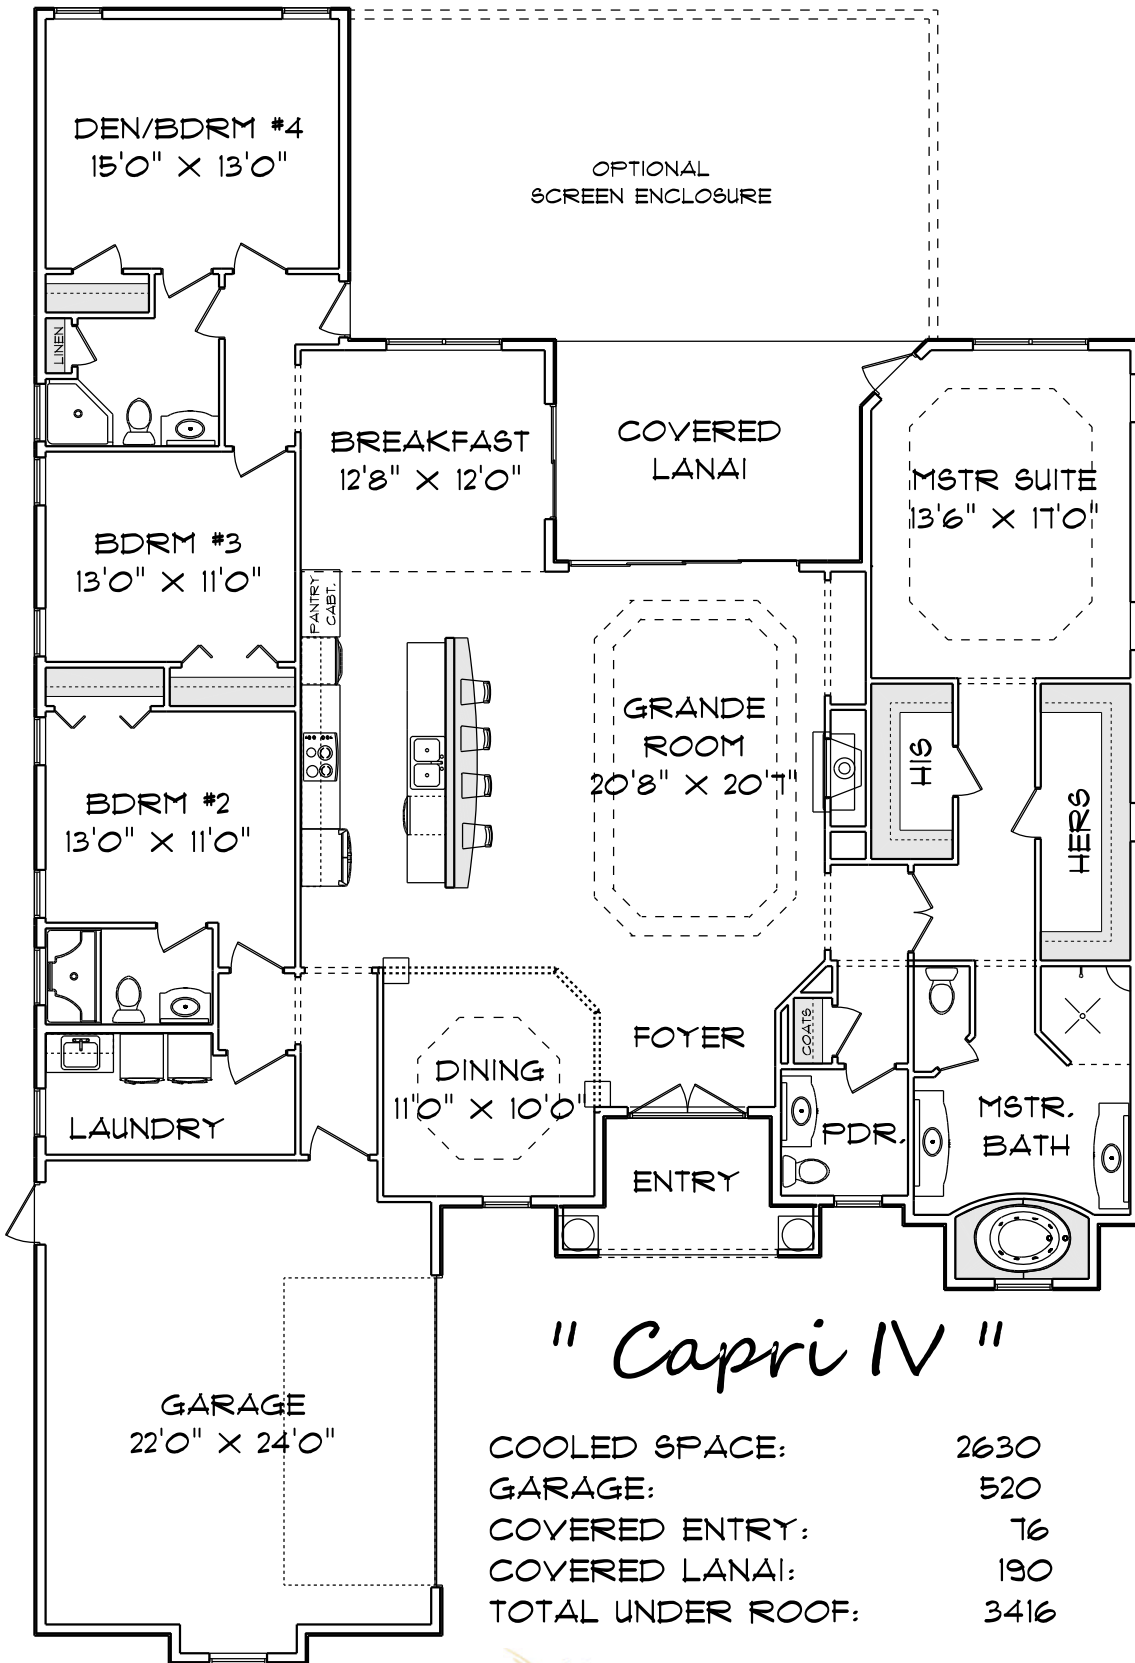 DEN/BDRM #4
15'0" X 13'0"
OPTIONAL
SCREEN ENCLOSURE
LINEN
BREAKFAST
12'8" X 12'0"
COVERED
LANAI
MSTR SUITE
13'6" X 17'0"
BDRM #3
13'0" X 11'0"
PANTRY
CABT.
GRANDE
ROOM
20'8" X 20'7"
HIS
HERS
BDRM #2
13'0" X 11'0"
COATS
FOYER
DINING
11'0" X 10'0"
LAUNDRY
PDR.
MSTR.
BATH
ENTRY
" Capri IV "
GARAGE
22'0" X 24'0"
COOLED SPACE: 2630
GARAGE: 520
COVERED ENTRY: 76
COVERED LANAI: 190
TOTAL UNDER ROOF: 3416